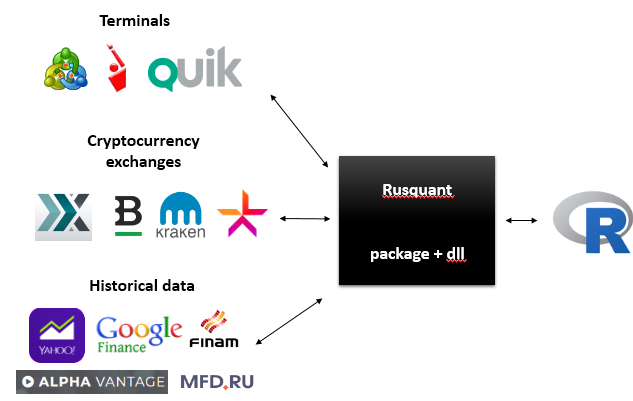 Terminals
QUIK
Cryptocurrency
exchanges
B
kraken
Rusquant
package + dll
R
Historical data
YAHOO!
Google
Finance
FINAM
ALPHA VANTAGE
MFD.RU